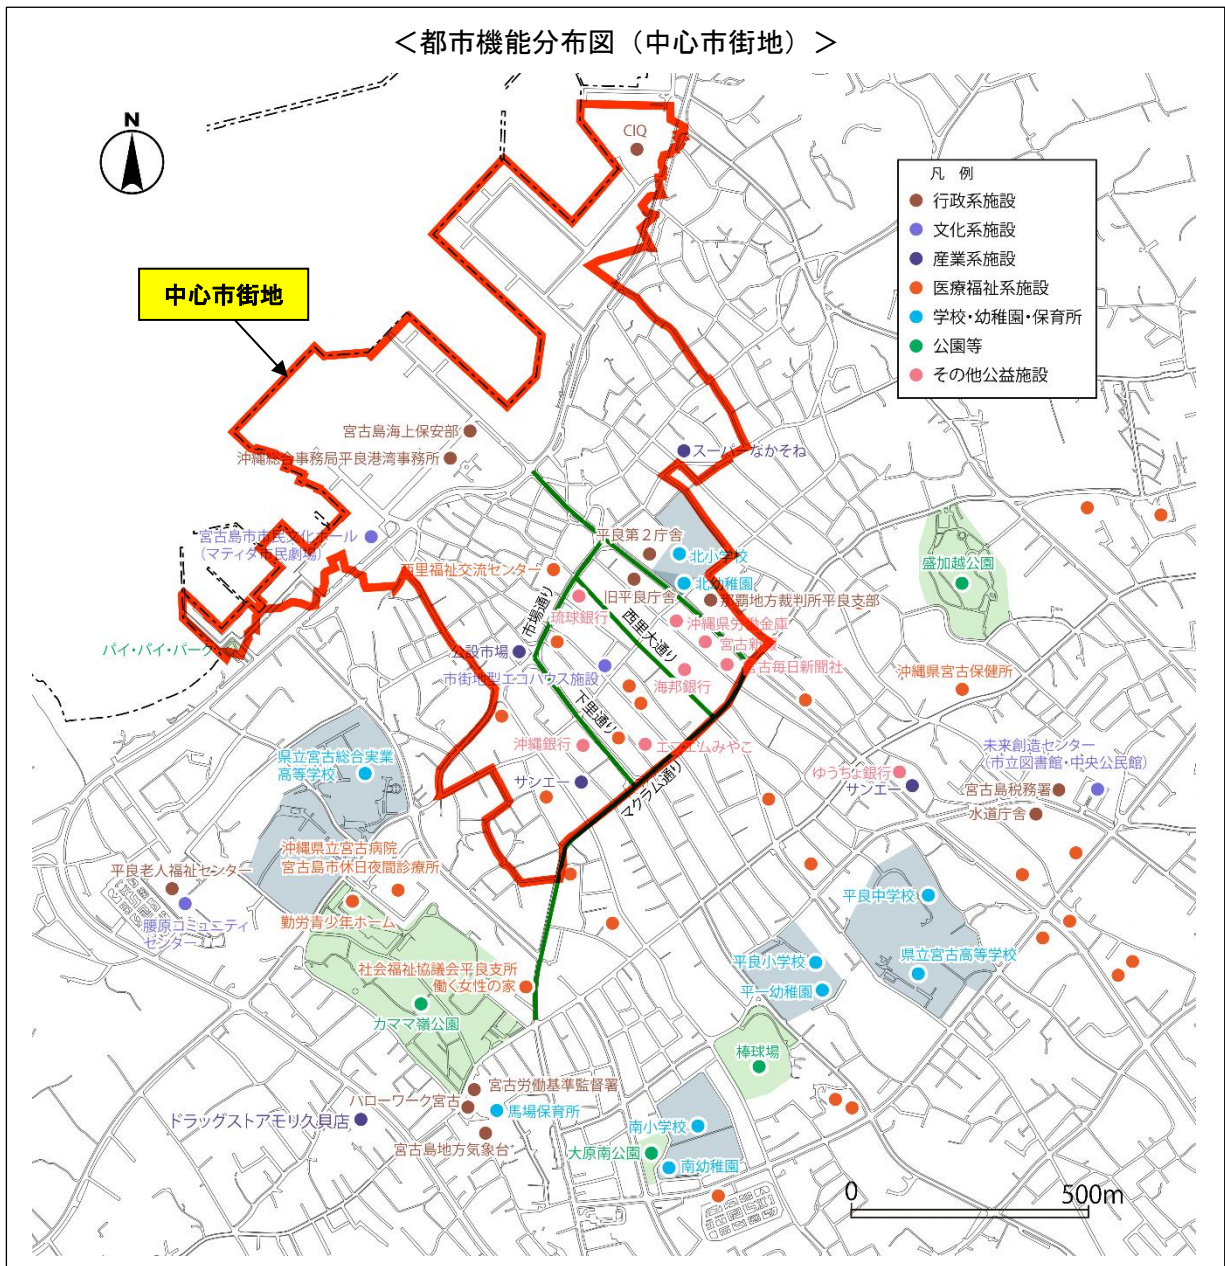 ＜都市機能分布図（中心市街地）＞
N
CIQ
凡 例
行政系施設
文化系施設
産業系施設
医療福祉系施設
学校・幼稚園・保育所
公園等
その他公益施設
中心市街地
宮古島海上保安部
沖縄総合事務局平良港湾事務所
スーパーなかそね
宮古島市市民文化ホール
（マティダ市民劇場）
平良第２庁舎
北小学校
西里福祉交流センター
北幼稚園
盛加越公園
旧平良庁舎
那覇地方裁判所平良支部
琉球銀行
市場通り
西里大通り
沖縄県労働金庫
宮古新報
パイ・パイ・パーク
公設市場
宮古毎日新聞社
市街地型エコハウス施設
海邦銀行
沖縄県宮古保健所
下里通り
沖縄銀行
エフエムみやこ
未来創造センター
（市立図書館・中央公民館）
県立宮古総合実業
高等学校
サンエー
マクラム通り
ゆうちょ銀行
サンエー
宮古島税務署
水道庁舎
沖縄県立宮古病院
宮古島市休日夜間診療所
平良老人福祉センター
平良中学校
腰原コミュニティ
センター
勤労青少年ホーム
社会福祉協議会平良支所
働く女性の家
平良小学校
県立宮古高等学校
平一幼稚園
カママ嶺公園
棒球場
宮古労働基準監督署
ハローワーク宮古
馬場保育所
ドラッグストアモリ久貝店
南小学校
宮古島地方気象台
大原南公園
南幼稚園
0
500m